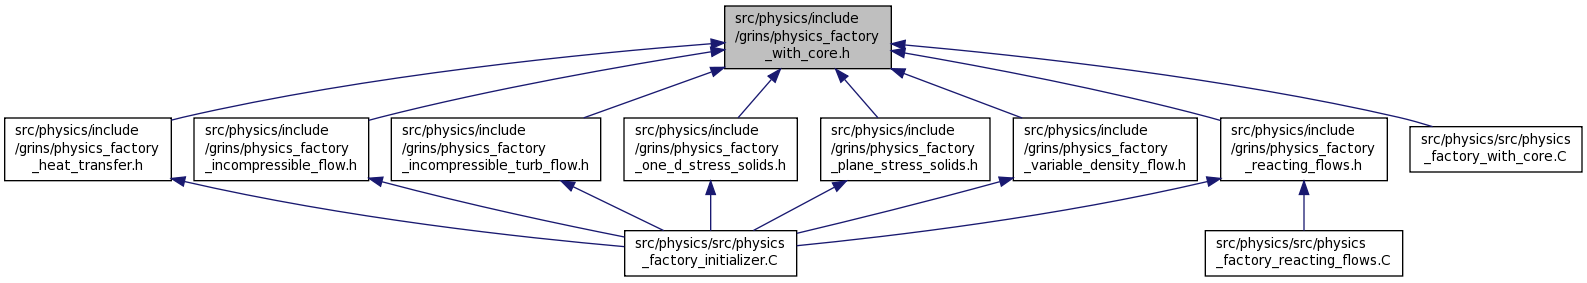 src/physics/include
/grins/physics_factory
_with_core.h
src/physics/include
/grins/physics_factory
_heat_transfer.h
src/physics/include
/grins/physics_factory
_incompressible_flow.h
src/physics/include
/grins/physics_factory
_incompressible_turb_flow.h
src/physics/include
/grins/physics_factory
_one_d_stress_solids.h
src/physics/include
/grins/physics_factory
_plane_stress_solids.h
src/physics/include
/grins/physics_factory
_variable_density_flow.h
src/physics/include
/grins/physics_factory
_reacting_flows.h
src/physics/src/physics
_factory_with_core.C
src/physics/src/physics
_factory_initializer.C
src/physics/src/physics
_factory_reacting_flows.C